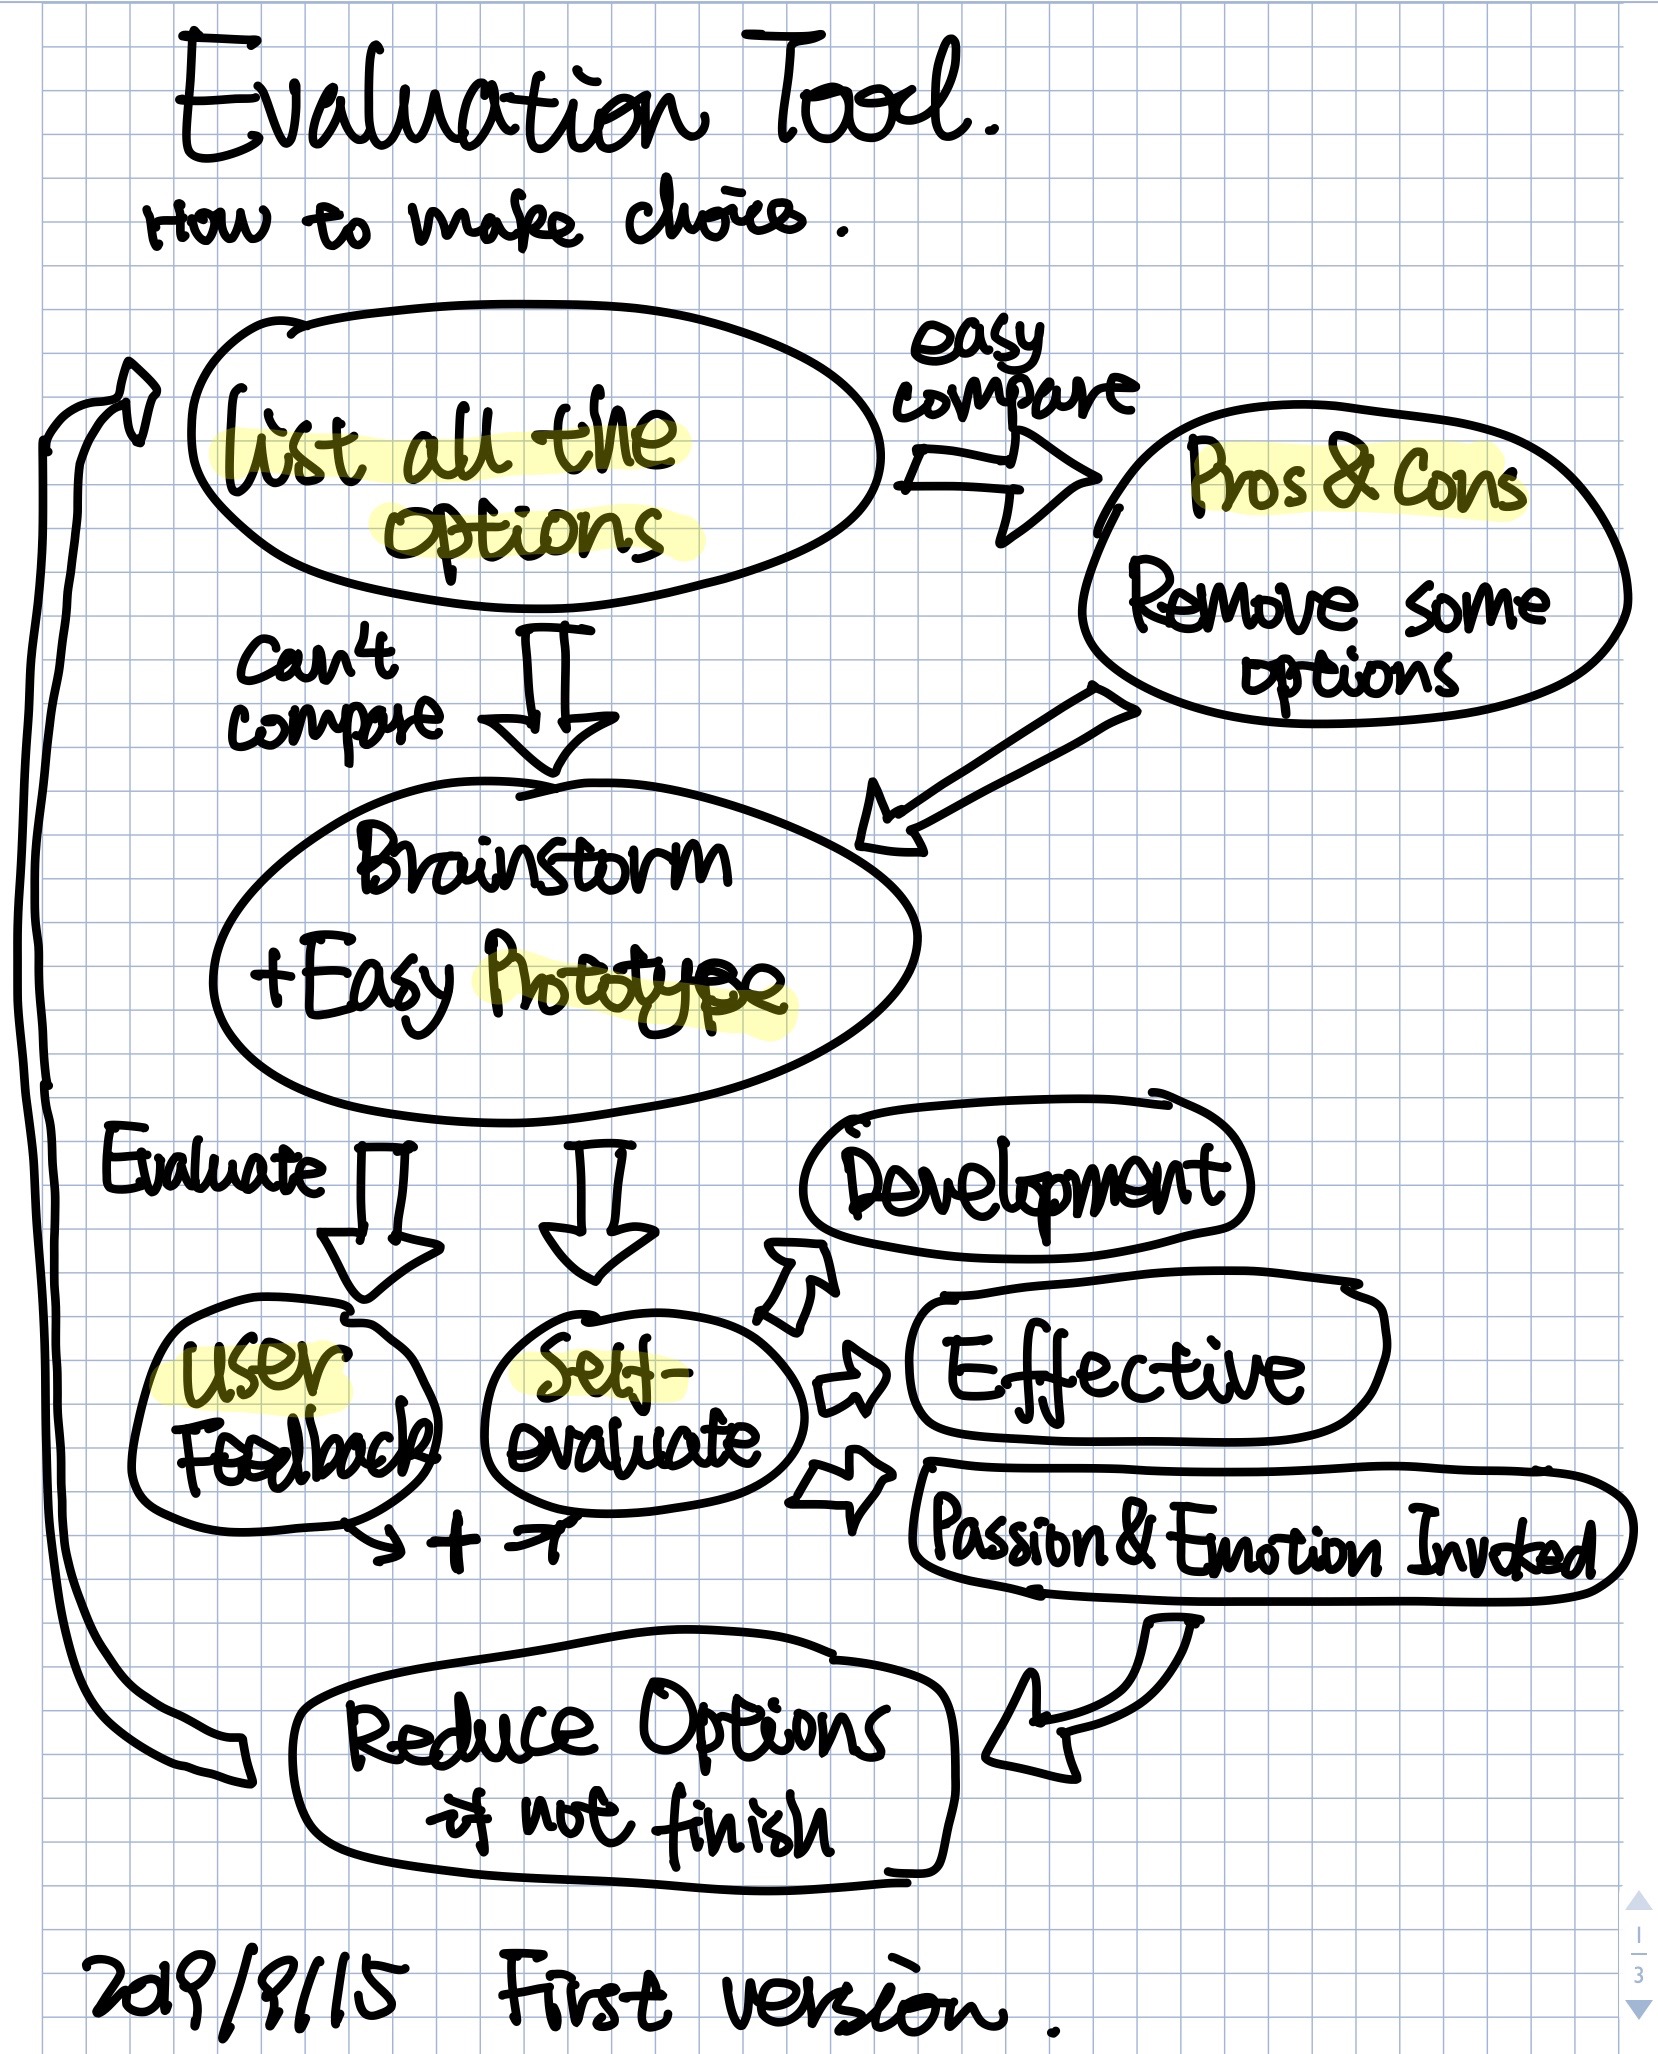 Evaluation Tool.
How to make choice.
easy
compare
List all the
options
Pros & Cons
Remove some
options
Can't
compare
Brainstorm
+Easy Prototype
Evaluate
Development
User
Feedback
Self-
evaluate
Effective
Passion & Emotion Invoked
+
Reduce Options
if not finish
2019/9/15 First version.
1
3